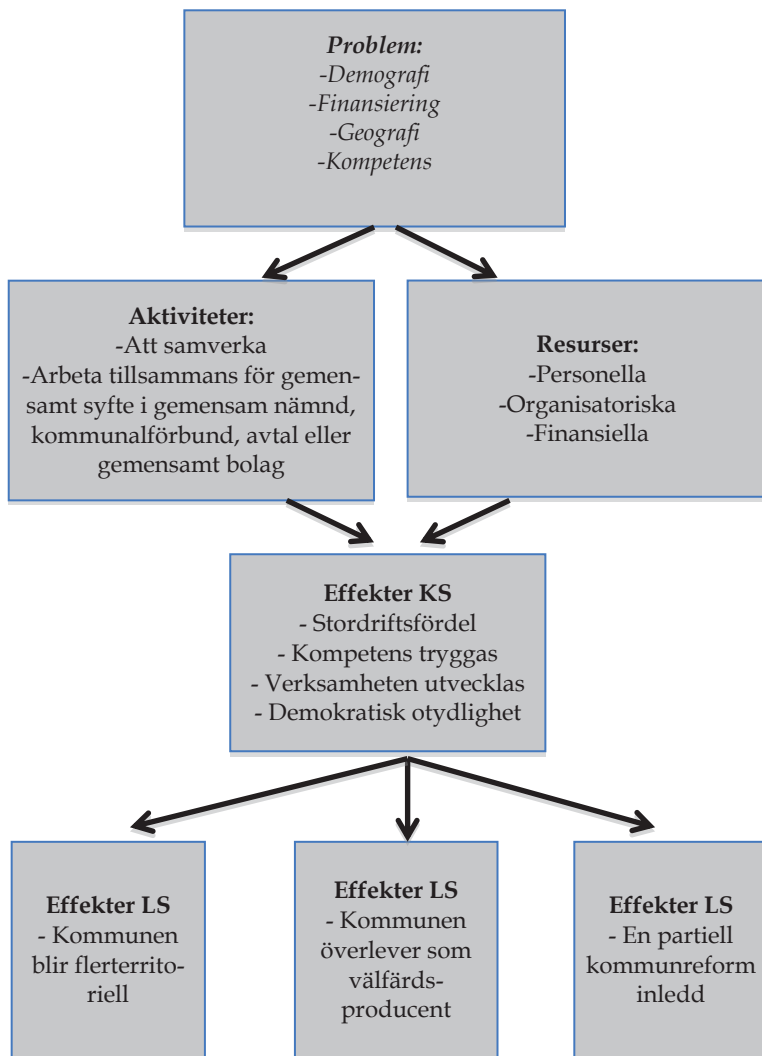 Problem:
-Demografi
-Finansiering
-Geografi
-Kompetens
Aktiviteter:
-Att samverka
-Arbeta tillsammans för gemen-
samt syfte i gemensam nämnd,
kommunalförbund, avtal eller
gemensamt bolag
Resurser:
-Personella
-Organisatoriska
-Finansiella
Effekter KS
- Stordriftsfördel
- Kompetens tryggas
- Verksamheten utvecklas
- Demokratisk otydlighet
Effekter LS
- Kommunen
blir flerterrito-
riell
Effekter LS
- Kommunen
överlever som
välfärds-
producent
Effekter LS
- En partiell
kommunreform
inledd